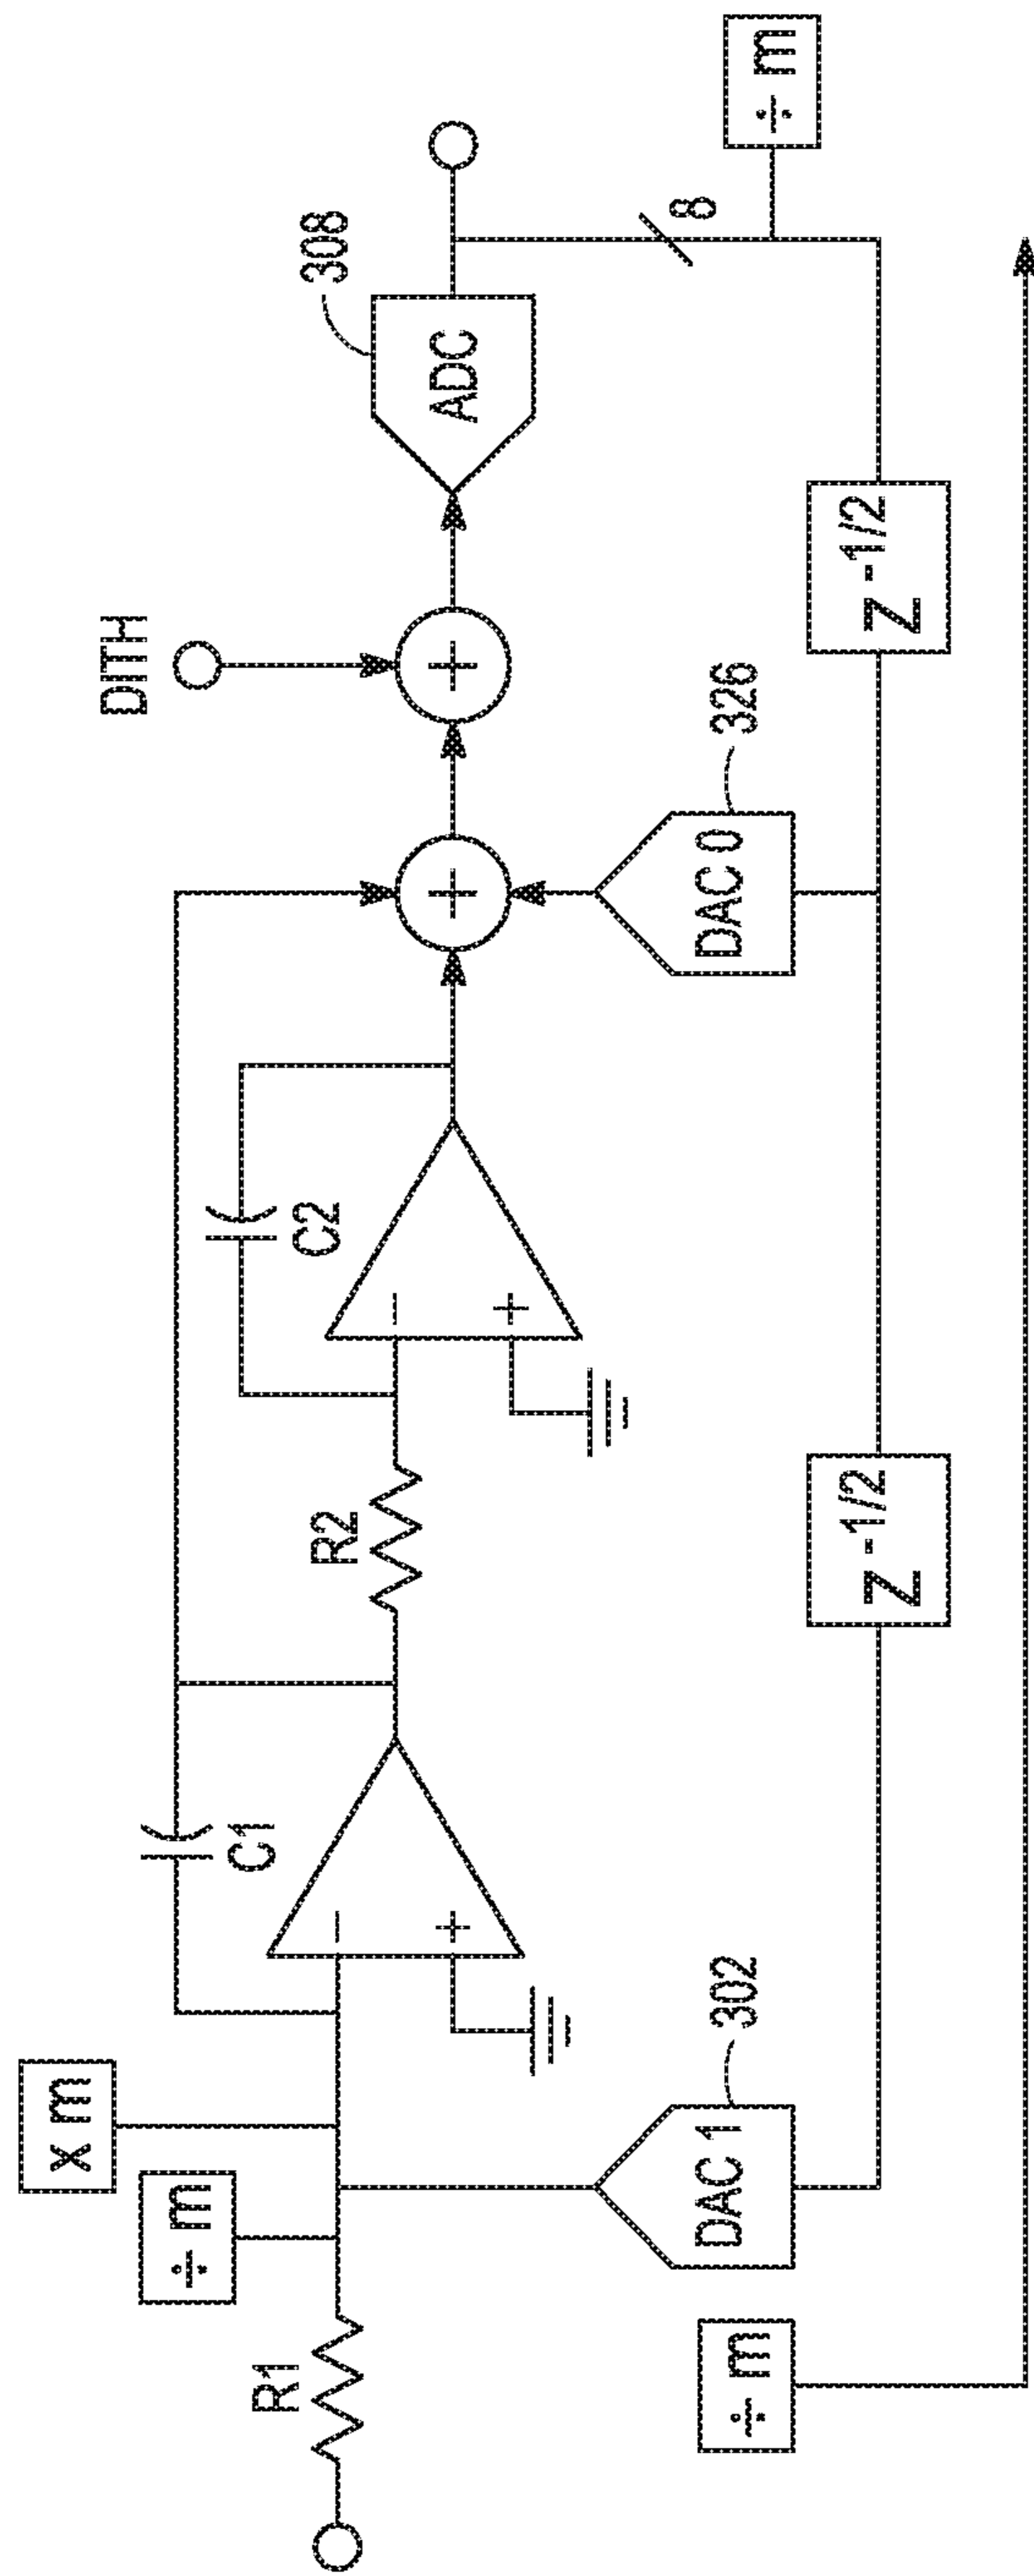 DITH
308
ADC
8
÷ m
C1
C2
x m
÷ m
R1
R2
- +
- +
+
+
DAC 1
302
DAC 0
326
Z -1/2
Z -1/2
÷ m